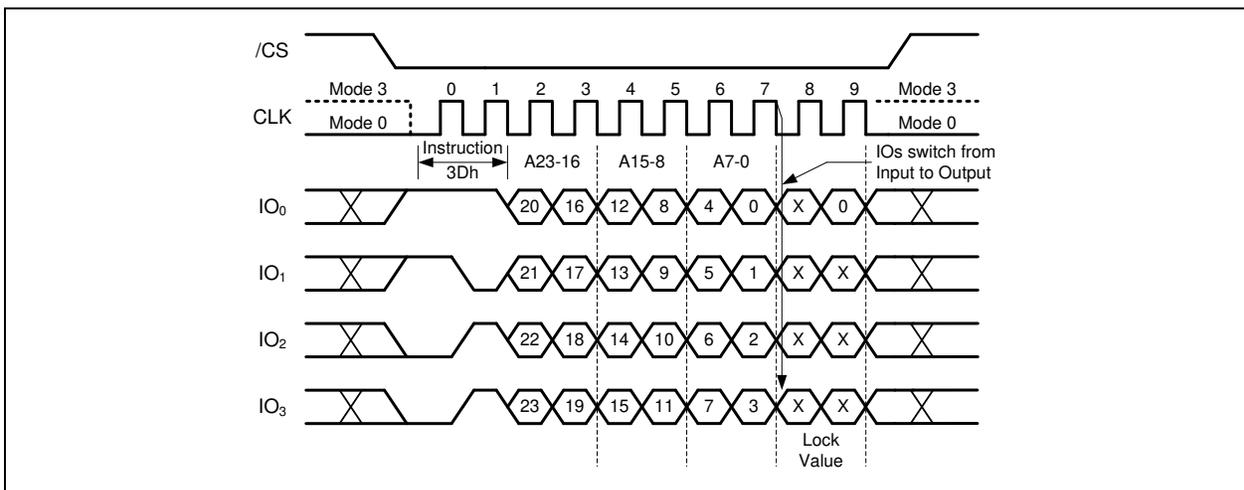 /CS
Mode 3 0 1 2 3 4 5 6 7 8 9 Mode 3
CLK
Mode 0 Mode 0
Instruction
3Dh
A23-16 A15-8 A7-0
IOs switch from
Input to Output
IO₀ 20 16 12 8 4 0 X 0
IO₁ 21 17 13 9 5 1 X X
IO₂ 22 18 14 10 6 2 X X
IO₃ 23 19 15 11 7 3 X X
Lock
Value